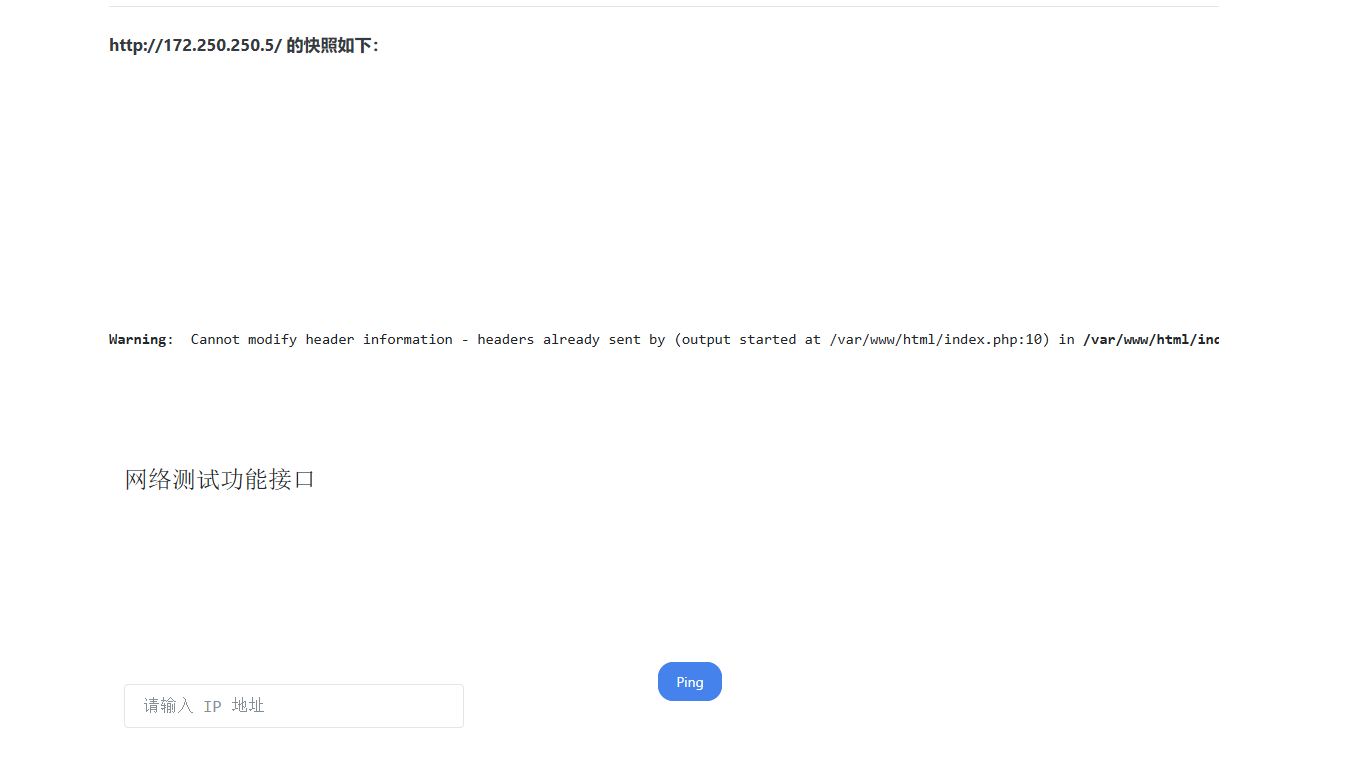 http://172.250.250.5/ 的快照如下：
Warning:  Cannot modify header information - headers already sent by (output started at /var/www/html/index.php:10) in /var/www/html/
网络测试功能接口
Ping
请输入 IP 地址